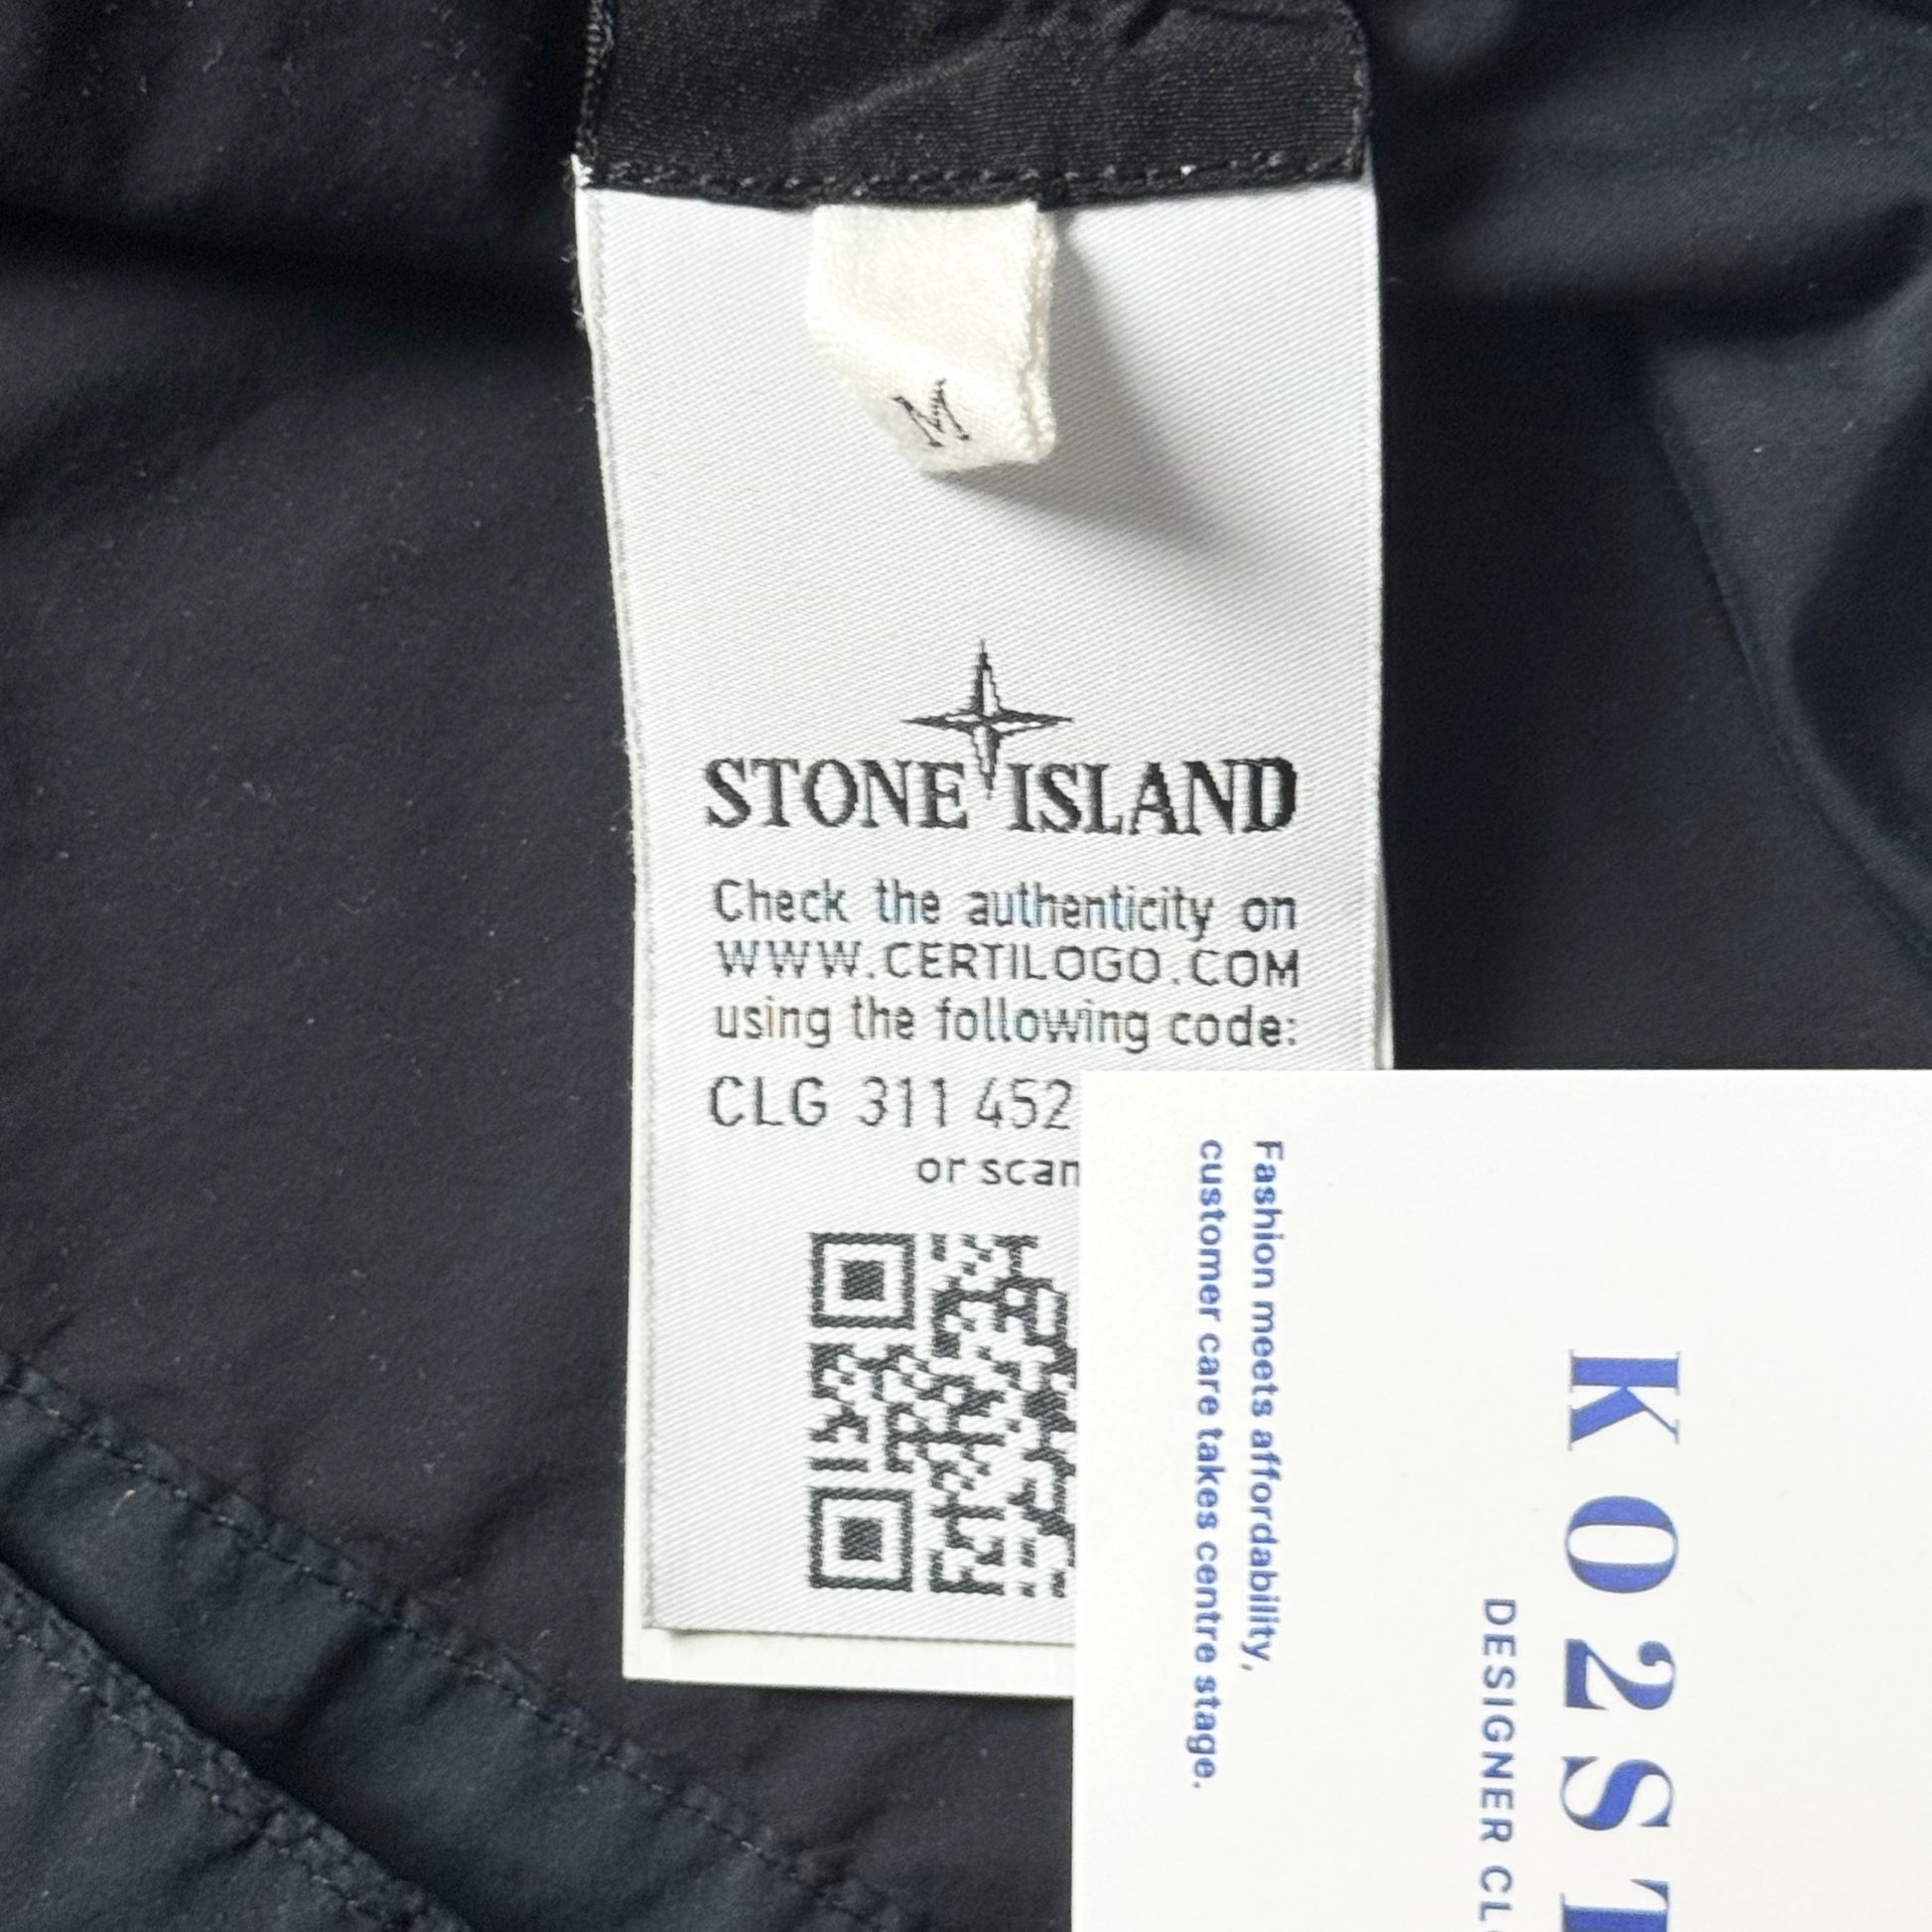 M
STONE ISLAND
Check the authenticity on
WWW.CERTILOGO.COM
using the following code:
CLG 311 452
or scan
Fashion meets affordability,
customer care takes centre stage.
KO2ST
DESIGNER CLO